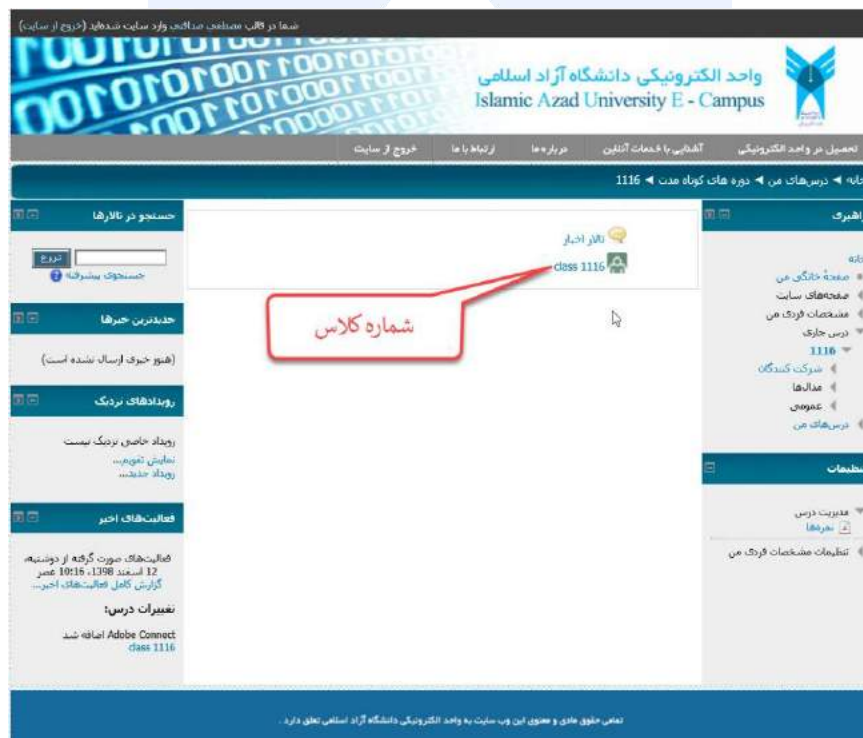 شما در قالب مصطفی صداقتی وارد سایت شده‌اید (خروج از سایت)
واحد الکترونیکی دانشگاه آزاد اسلامی
Islamic Azad University E - Campus
تحصیل در واحد الکترونیکی
آشنایی با خدمات آنلاین
درباره ما
ارتباط با ما
خروج از سایت
خانه ◄ درس‌های من ◄ دوره های کوتاه مدت ◄ 1116
راهبری
خانه
صفحهٔ خانگی من
صفحه‌های سایت
مشخصات فردی من
درس جاری
1116
شرکت کنندگان
مدال‌ها
عمومی
درس‌های من
تنظیمات
مدیریت درس
نمره‌ها
تنظیمات مشخصات فردی من
تالار اخبار
class 1116
شماره کلاس
جستجو در تالارها
شروع
جستجوی پیشرفته
جدیدترین خبرها
(هنوز خبری ارسال نشده است)
رویدادهای نزدیک
رویداد خاصی نزدیک نیست
نمایش تقویم...
رویداد جدید...
فعالیت‌های اخیر
فعالیت‌های صورت گرفته از دوشنبه،
12 اسفند 1398، 10:16 عصر
گزارش کامل فعالیت‌های اخیر...
تغییرات درس:
Adobe Connect اضافه شد
class 1116
تمامی حقوق مادی و معنوی این وب سایت به واحد الکترونیکی دانشگاه آزاد اسلامی تعلق دارد .